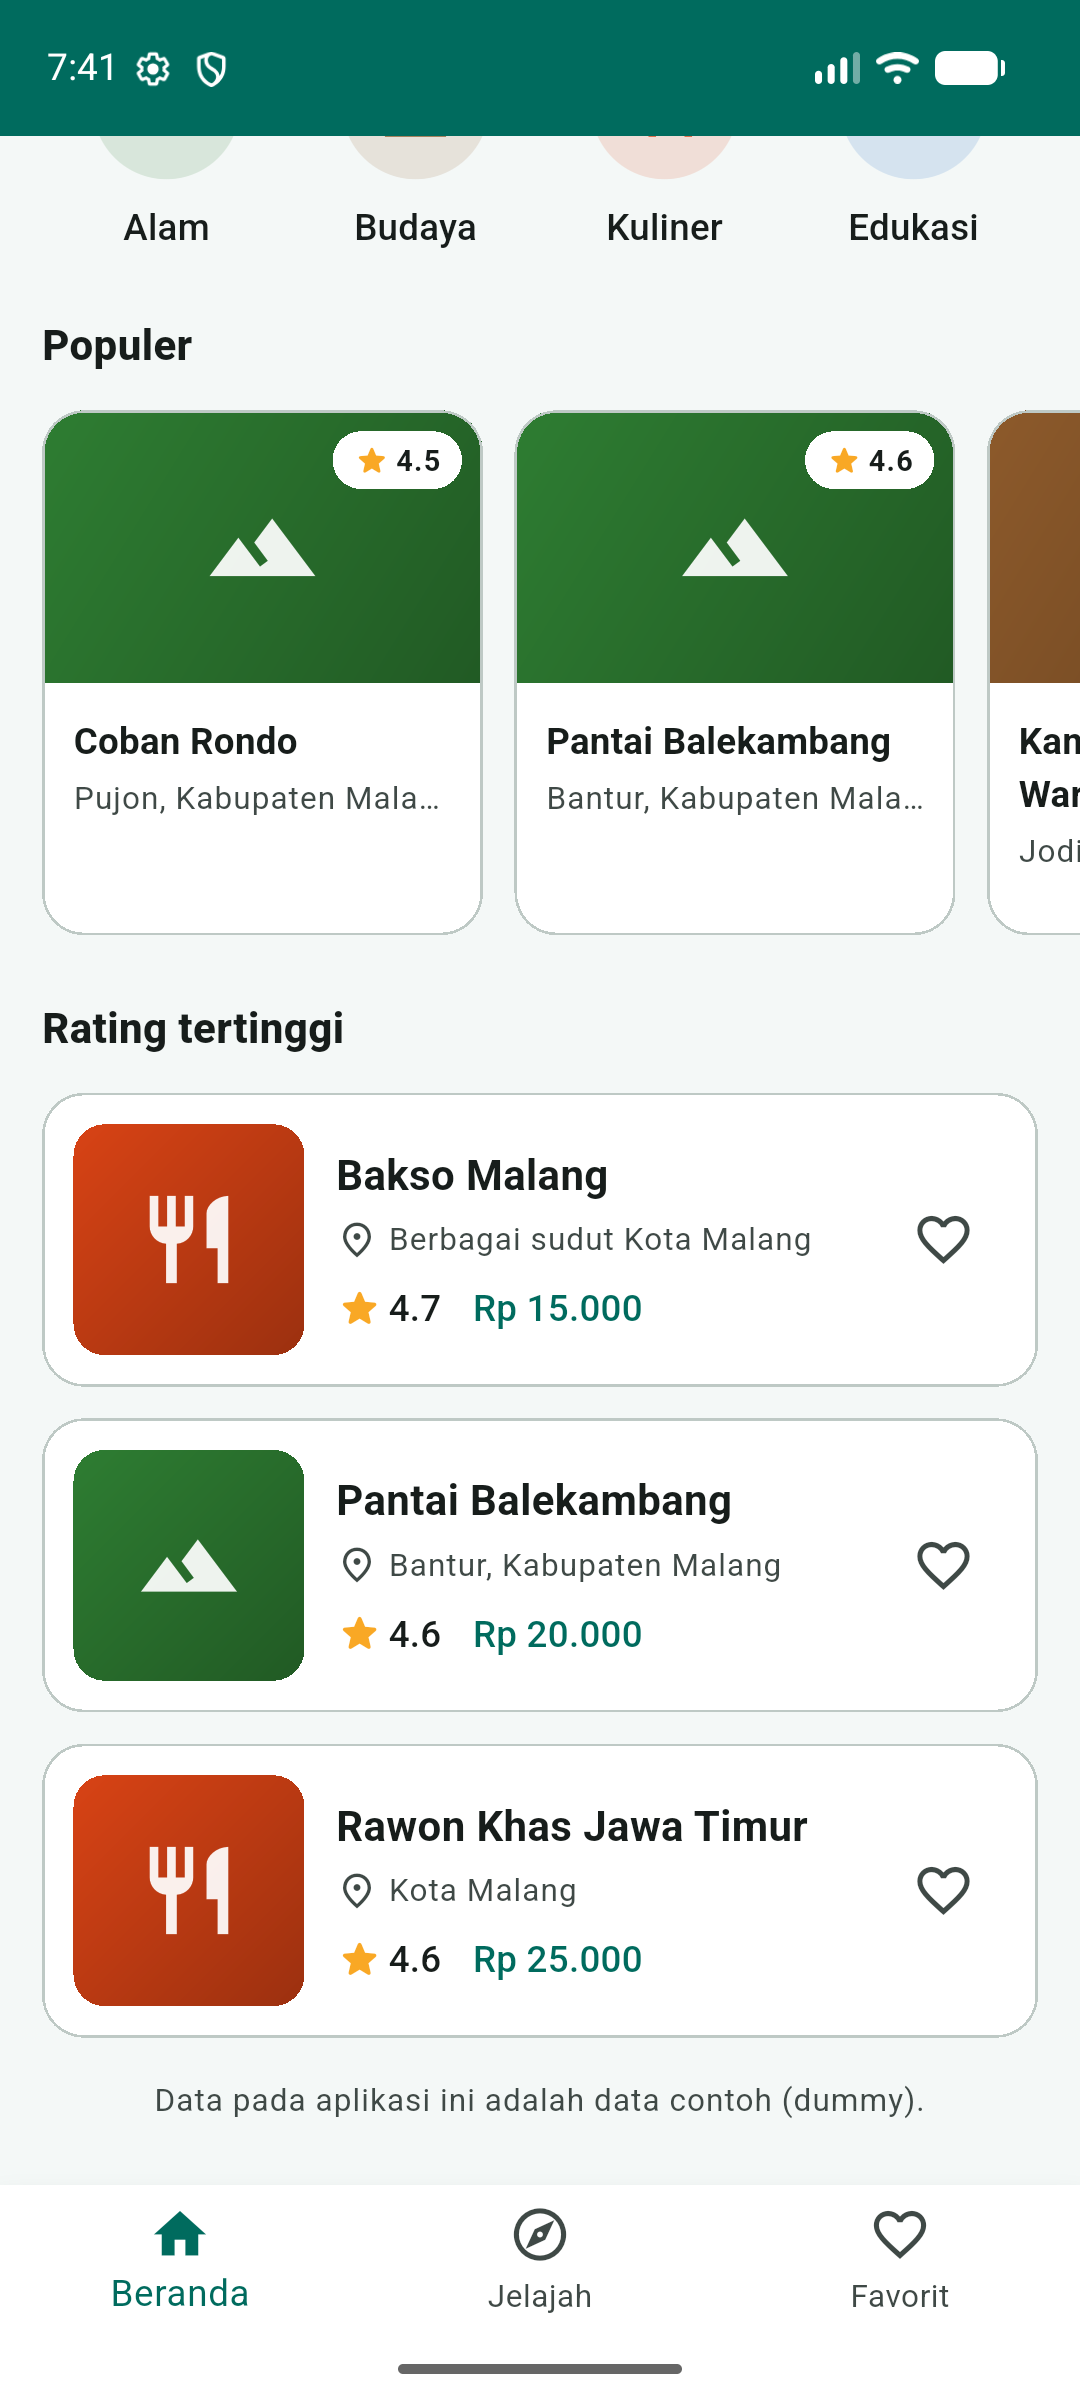 7:41
Alam
Budaya
Kuliner
Edukasi
Populer
4.5
4.6
Coban Rondo
Pujon, Kabupaten Mala...
Pantai Balekambang
Bantur, Kabupaten Mala...
Kam
War
Jodi
Rating tertinggi
Bakso Malang
Berbagai sudut Kota Malang
4.7 Rp 15.000
Pantai Balekambang
Bantur, Kabupaten Malang
4.6 Rp 20.000
Rawon Khas Jawa Timur
Kota Malang
4.6 Rp 25.000
Data pada aplikasi ini adalah data contoh (dummy).
Beranda
Jelajah
Favorit